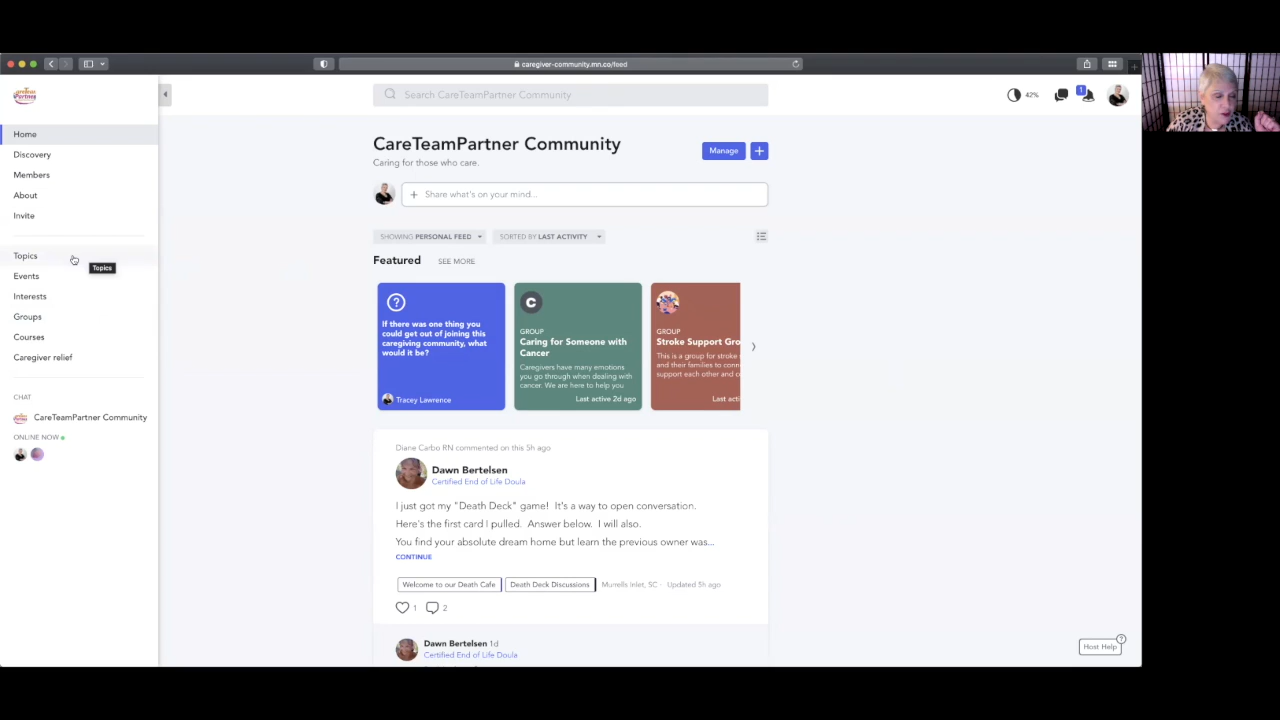 caregiver-community.mn.co/feed
Search CareTeamPartner Community
42%
1
Home
Discovery
Members
About
Invite
Topics
Topics
Events
Interests
Groups
Courses
Caregiver relief
CHAT
CareTeamPartner Community
ONLINE NOW
CareTeamPartner Community
Caring for those who care.
Manage
Share what's on your mind...
SHOWING PERSONAL FEED
SORTED BY LAST ACTIVITY
Featured SEE MORE
If there was one thing you
could get out of joining this
caregiving community, what
would it be?
Tracey Lawrence
C
GROUP
Caring for Someone with
Cancer
Caregivers have many emotions
you go through when dealing with
cancer. We are here to help you
Last active 2d ago
GROUP
Stroke Support Gro
This is a group for stroke
and their families to conn
support each other and c
Last acti
Diane Carbo RN commented on this 5h ago
Dawn Bertelsen
Certified End of Life Doula
I just got my "Death Deck" game! It's a way to open conversation.
Here's the first card I pulled. Answer below. I will also.
You find your absolute dream home but learn the previous owner was...
CONTINUE
Welcome to our Death Cafe Death Deck Discussions Murrells Inlet, SC · Updated 5h ago
1 2
Dawn Bertelsen 1d
Certified End of Life Doula
Host Help